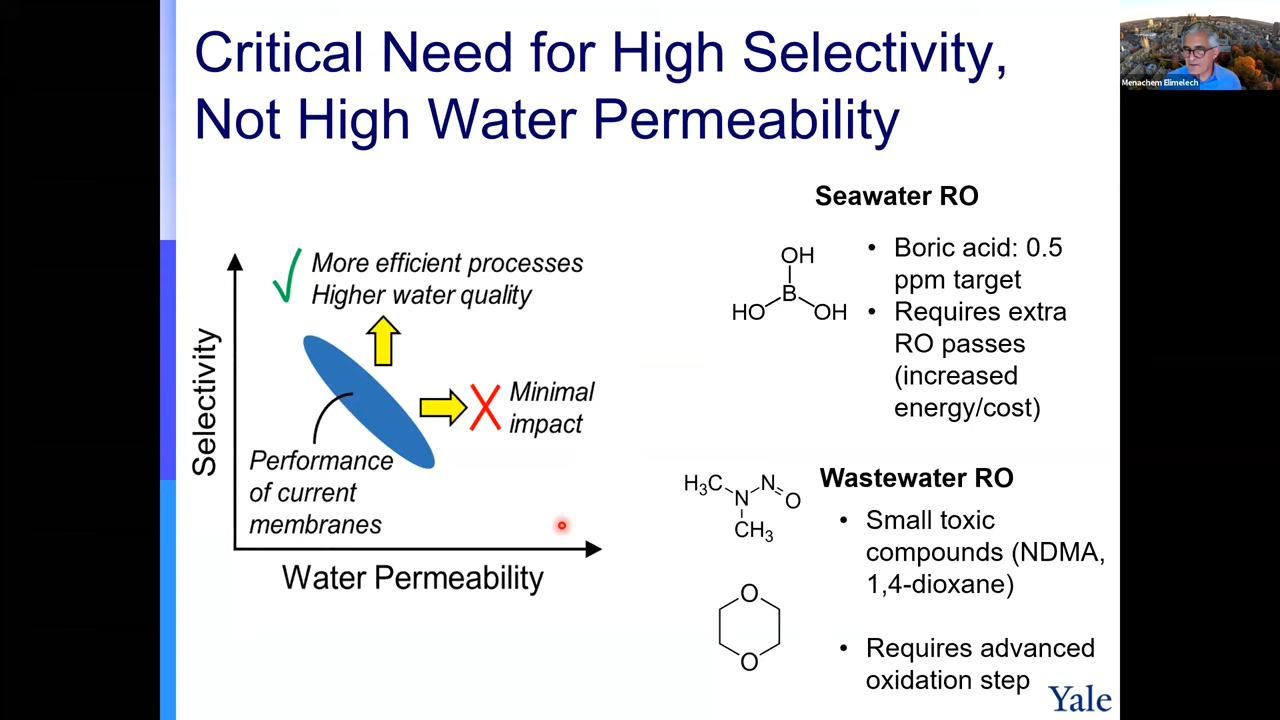 Critical Need for High Selectivity,
Not High Water Permeability
Menachem Elimelech
Selectivity
More efficient processes
Higher water quality
Minimal
impact
Performance
of current
membranes
Water Permeability
Seawater RO
OH
B
HO
OH
• Boric acid: 0.5
ppm target
• Requires extra
RO passes
(increased
energy/cost)
Wastewater RO
H₃C
N
N
O
CH₃
• Small toxic
compounds (NDMA,
1,4-dioxane)
O
O
• Requires advanced
oxidation step
Yale